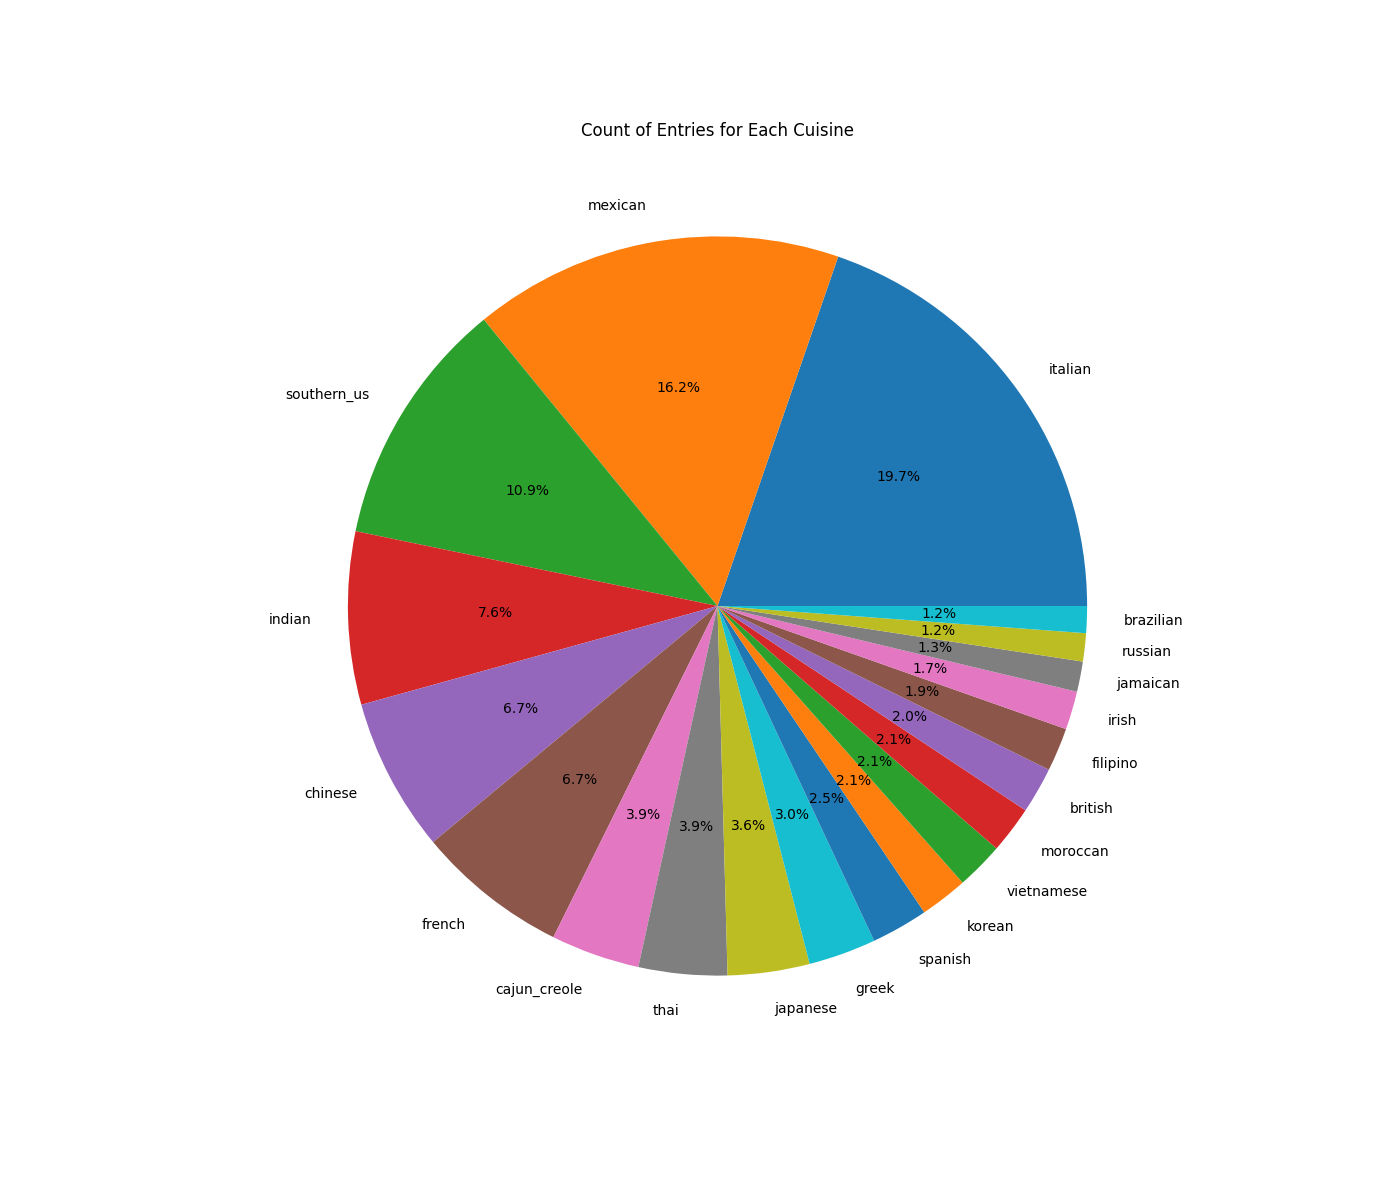 Count of Entries for Each Cuisine
mexican
italian
southern_us
16.2%
19.7%
10.9%
indian
7.6%
1.2%
brazilian
1.2%
russian
1.3%
jamaican
1.7%
irish
1.9%
filipino
6.7%
2.0%
chinese
british
2.1%
moroccan
6.7%
2.1%
vietnamese
2.1%
korean
french
3.9%
3.9%
3.6%
3.0%
2.5%
spanish
cajun_creole
thai
japanese
greek